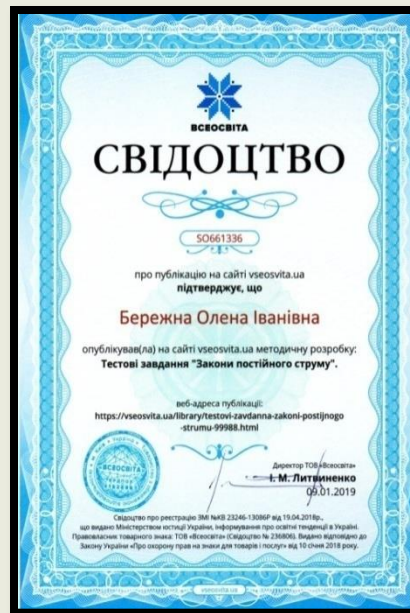 ВСЕОСВІТА
СВІДОЦТВО
SO661336
про публікацію на сайті vseosvita.ua
підтверджує, що
Бережна Олена Іванівна
опублікував(ла) на сайті vseosvita.ua методичну розробку:
Тестові завдання "Закони постійного струму".
веб-адреса публікації:
https://vseosvita.ua/library/testovi-zavdanna-zakoni-postijnogo
-strumu-99988.html
ВСЕОСВІТА
Директор ТОВ «Всеосвіта»
І. М. Литвиненко
09.01.2019
Свідоцтво про реєстрацію ЗМІ №КВ 23246-13086Р від 19.04.2018р.,
що видано Міністерством юстиції України, інформування про освітні тенденції в Україні.
Правовласник товарного знака: ТОВ «Всеосвіта» (Свідоцтво № 236806). Видано відповідно до
Закону України «Про охорону прав на знаки для товарів і послуг» від 10 січня 2018 року.
vseosvita.ua